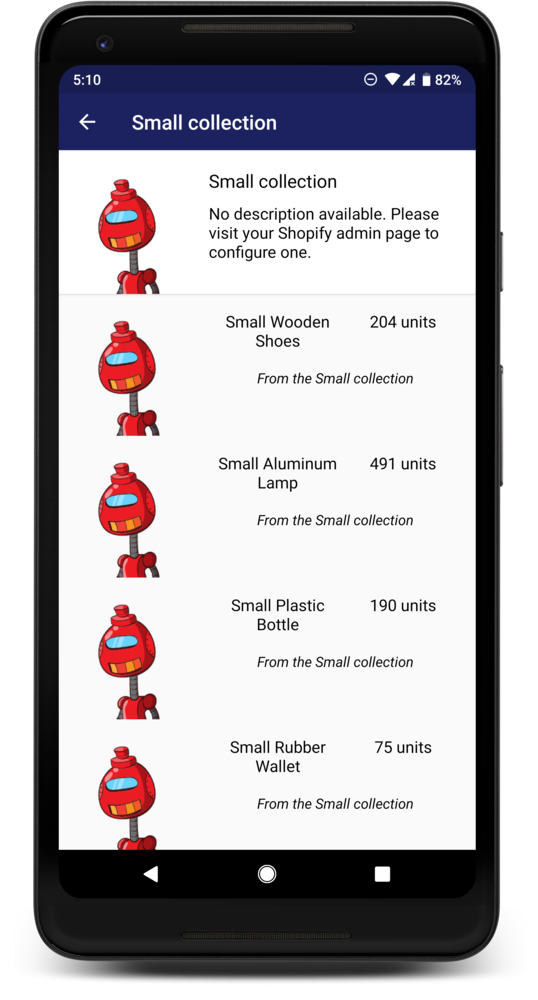 5:10
82%
Small collection
Small collection
No description available. Please
visit your Shopify admin page to
configure one.
Small Wooden
Shoes
204 units
From the Small collection
Small Aluminum
Lamp
491 units
From the Small collection
Small Plastic
Bottle
190 units
From the Small collection
Small Rubber
Wallet
75 units
From the Small collection